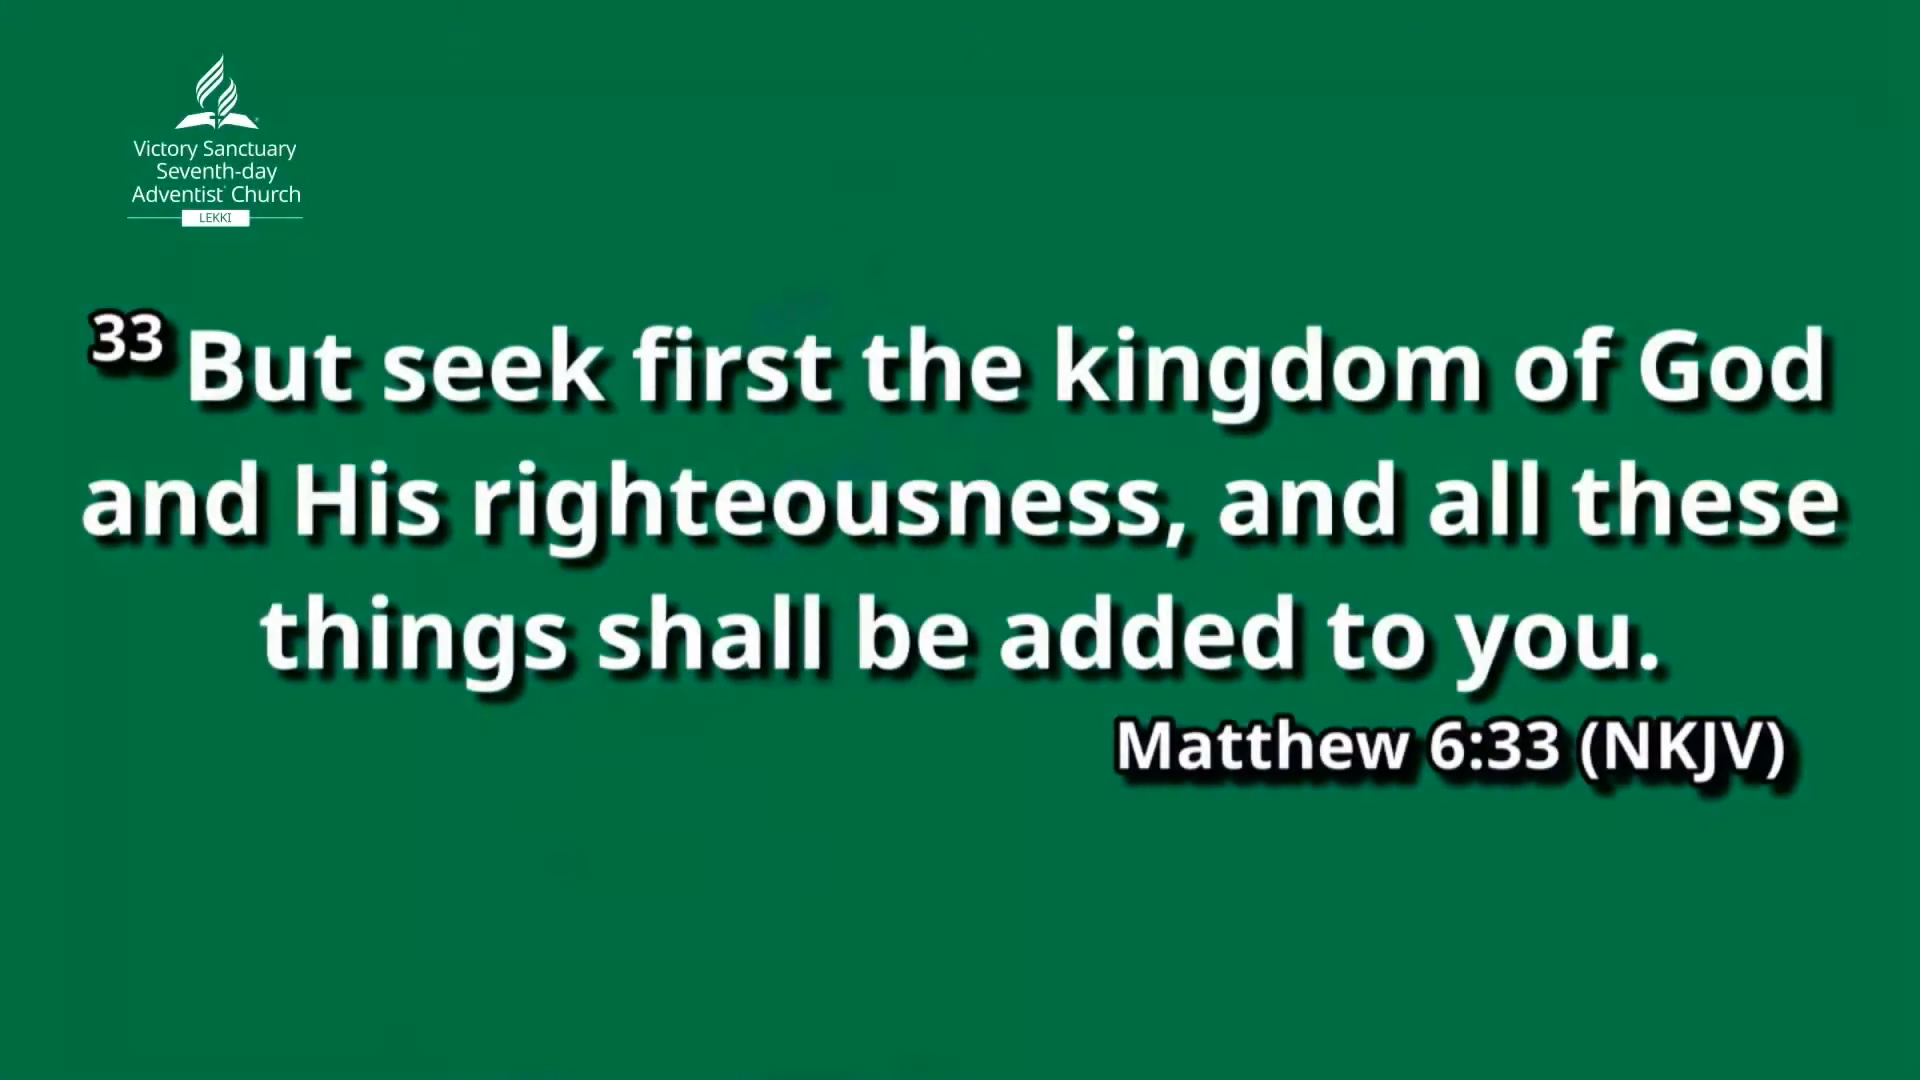 Victory Sanctuary
Seventh-day
Adventist Church
LEKKI
33 But seek first the kingdom of God
and His righteousness, and all these
things shall be added to you.
Matthew 6:33 (NKJV)